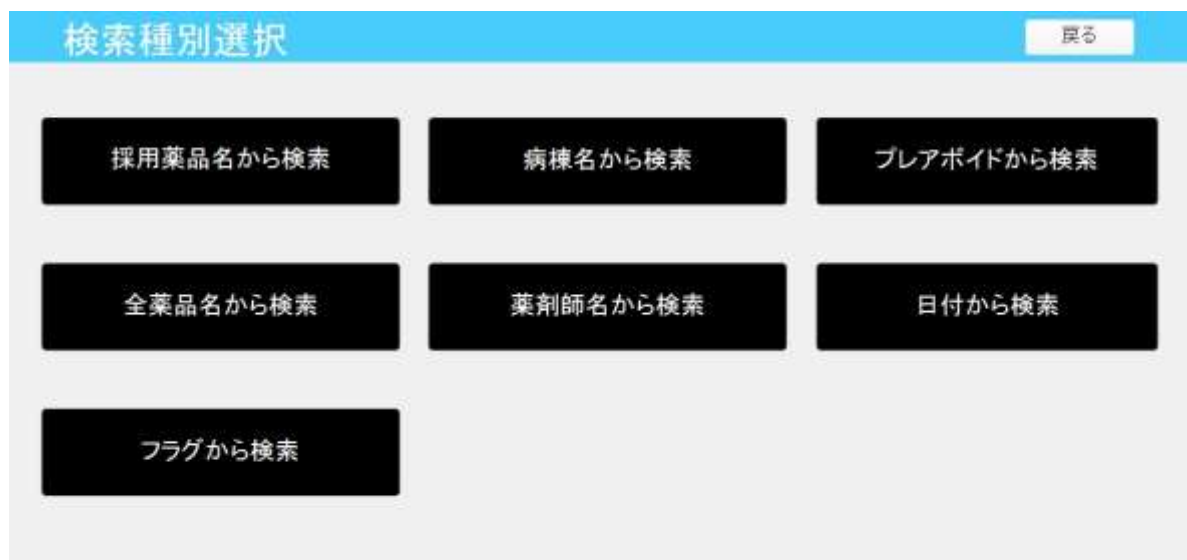 検索種別選択
戻る
採用薬品名から検索
病棟名から検索
プレアボイドから検索
全薬品名から検索
薬剤師名から検索
日付から検索
フラグから検索